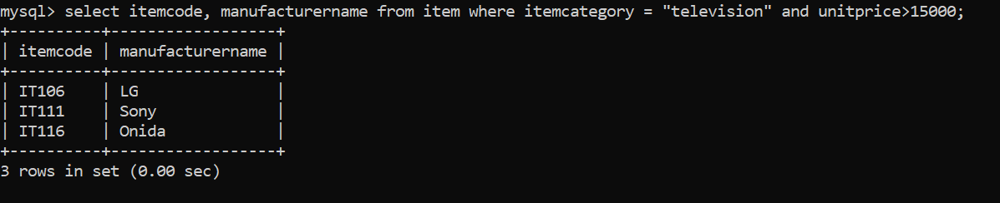 mysql> select itemcode, manufacturername from item where itemcategory = "television" and unitprice>15000;
+----------+------------------+
| itemcode | manufacturername |
+----------+------------------+
| IT106    | LG               |
| IT111    | Sony             |
| IT116    | Onida            |
+----------+------------------+
3 rows in set (0.00 sec)